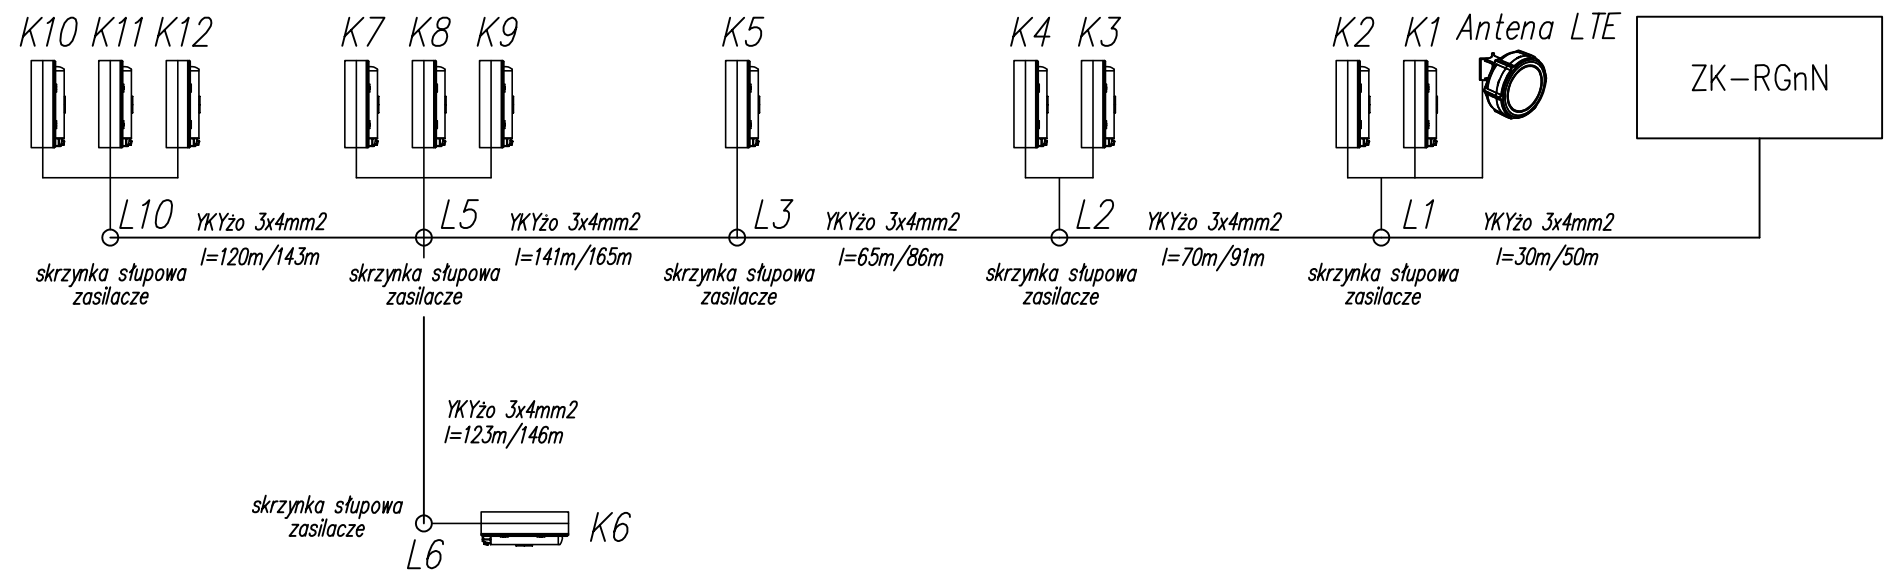 K10 K11 K12 K7 K8 K9 K5 K4 K3 K2 K1 Antena LTE
ZK-RGnN
L10 YKYżo 3x4mm2 L5 YKYżo 3x4mm2 L3 YKYżo 3x4mm2 L2 YKYżo 3x4mm2 L1 YKYżo 3x4mm2
l=120m/143m l=141m/165m l=65m/86m l=70m/91m l=30m/50m
skrzynka słupowa skrzynka słupowa skrzynka słupowa skrzynka słupowa skrzynka słupowa
zasilacze zasilacze zasilacze zasilacze zasilacze
YKYżo 3x4mm2
l=123m/146m
skrzynka słupowa
zasilacze
K6
L6